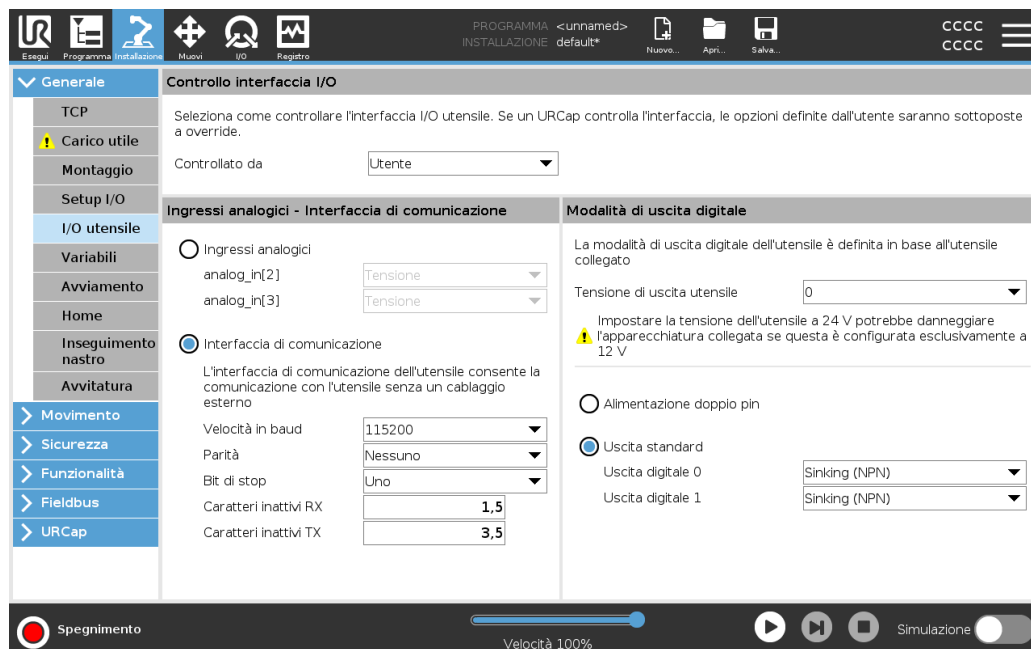 PROGRAMMA <unnamed>
INSTALLAZIONE default*
CCCC
CCCC
UR
Esegui
Programma
Installazione
Muovi
I/O
Registro
Nuovo...
Apri...
Salva...
Generale
TCP
Carico utile
Montaggio
Setup I/O
I/O utensile
Variabili
Avviamento
Home
Inseguimento
nastro
Avvitatura
Movimento
Sicurezza
Funzionalità
Fieldbus
URCap
Controllo interfaccia I/O
Seleziona come controllare l'interfaccia I/O utensile. Se un URCap controlla l'interfaccia, le opzioni definite dall'utente saranno sottoposte
a override.
Controllato da Utente
Ingressi analogici - Interfaccia di comunicazione
Ingressi analogici
analog_in[2] Tensione
analog_in[3] Tensione
Interfaccia di comunicazione
L'interfaccia di comunicazione dell'utensile consente la
comunicazione con l'utensile senza un cablaggio
esterno
Velocità in baud 115200
Parità Nessuno
Bit di stop Uno
Caratteri inattivi RX 1,5
Caratteri inattivi TX 3,5
Modalità di uscita digitale
La modalità di uscita digitale dell'utensile è definita in base all'utensile
collegato
Tensione di uscita utensile 0
Impostare la tensione dell'utensile a 24 V potrebbe danneggiare
l'apparecchiatura collegata se questa è configurata esclusivamente a
12 V
Alimentazione doppio pin
Uscita standard
Uscita digitale 0 Sinking (NPN)
Uscita digitale 1 Sinking (NPN)
Spegnimento
Velocità 100%
Simulazione